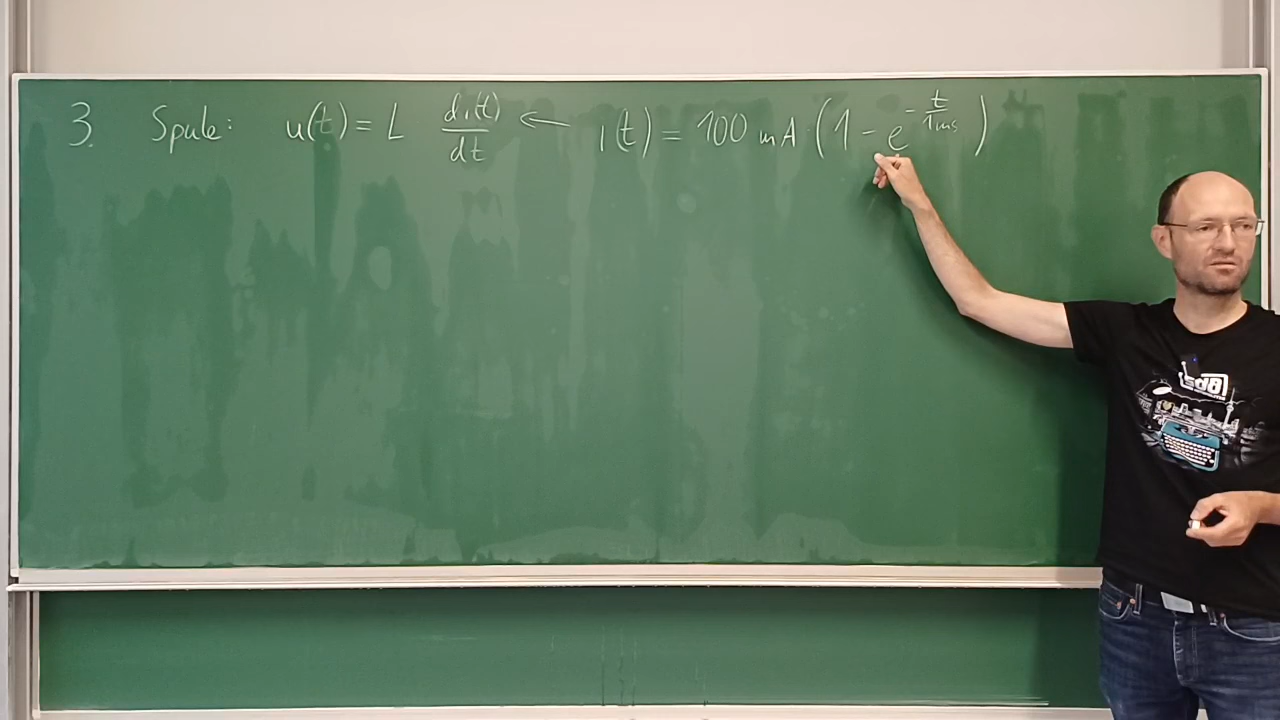 3. Spule: u(t) = L di(t)/dt ← i(t) = 100 mA · (1 - e^(-t/1ms))